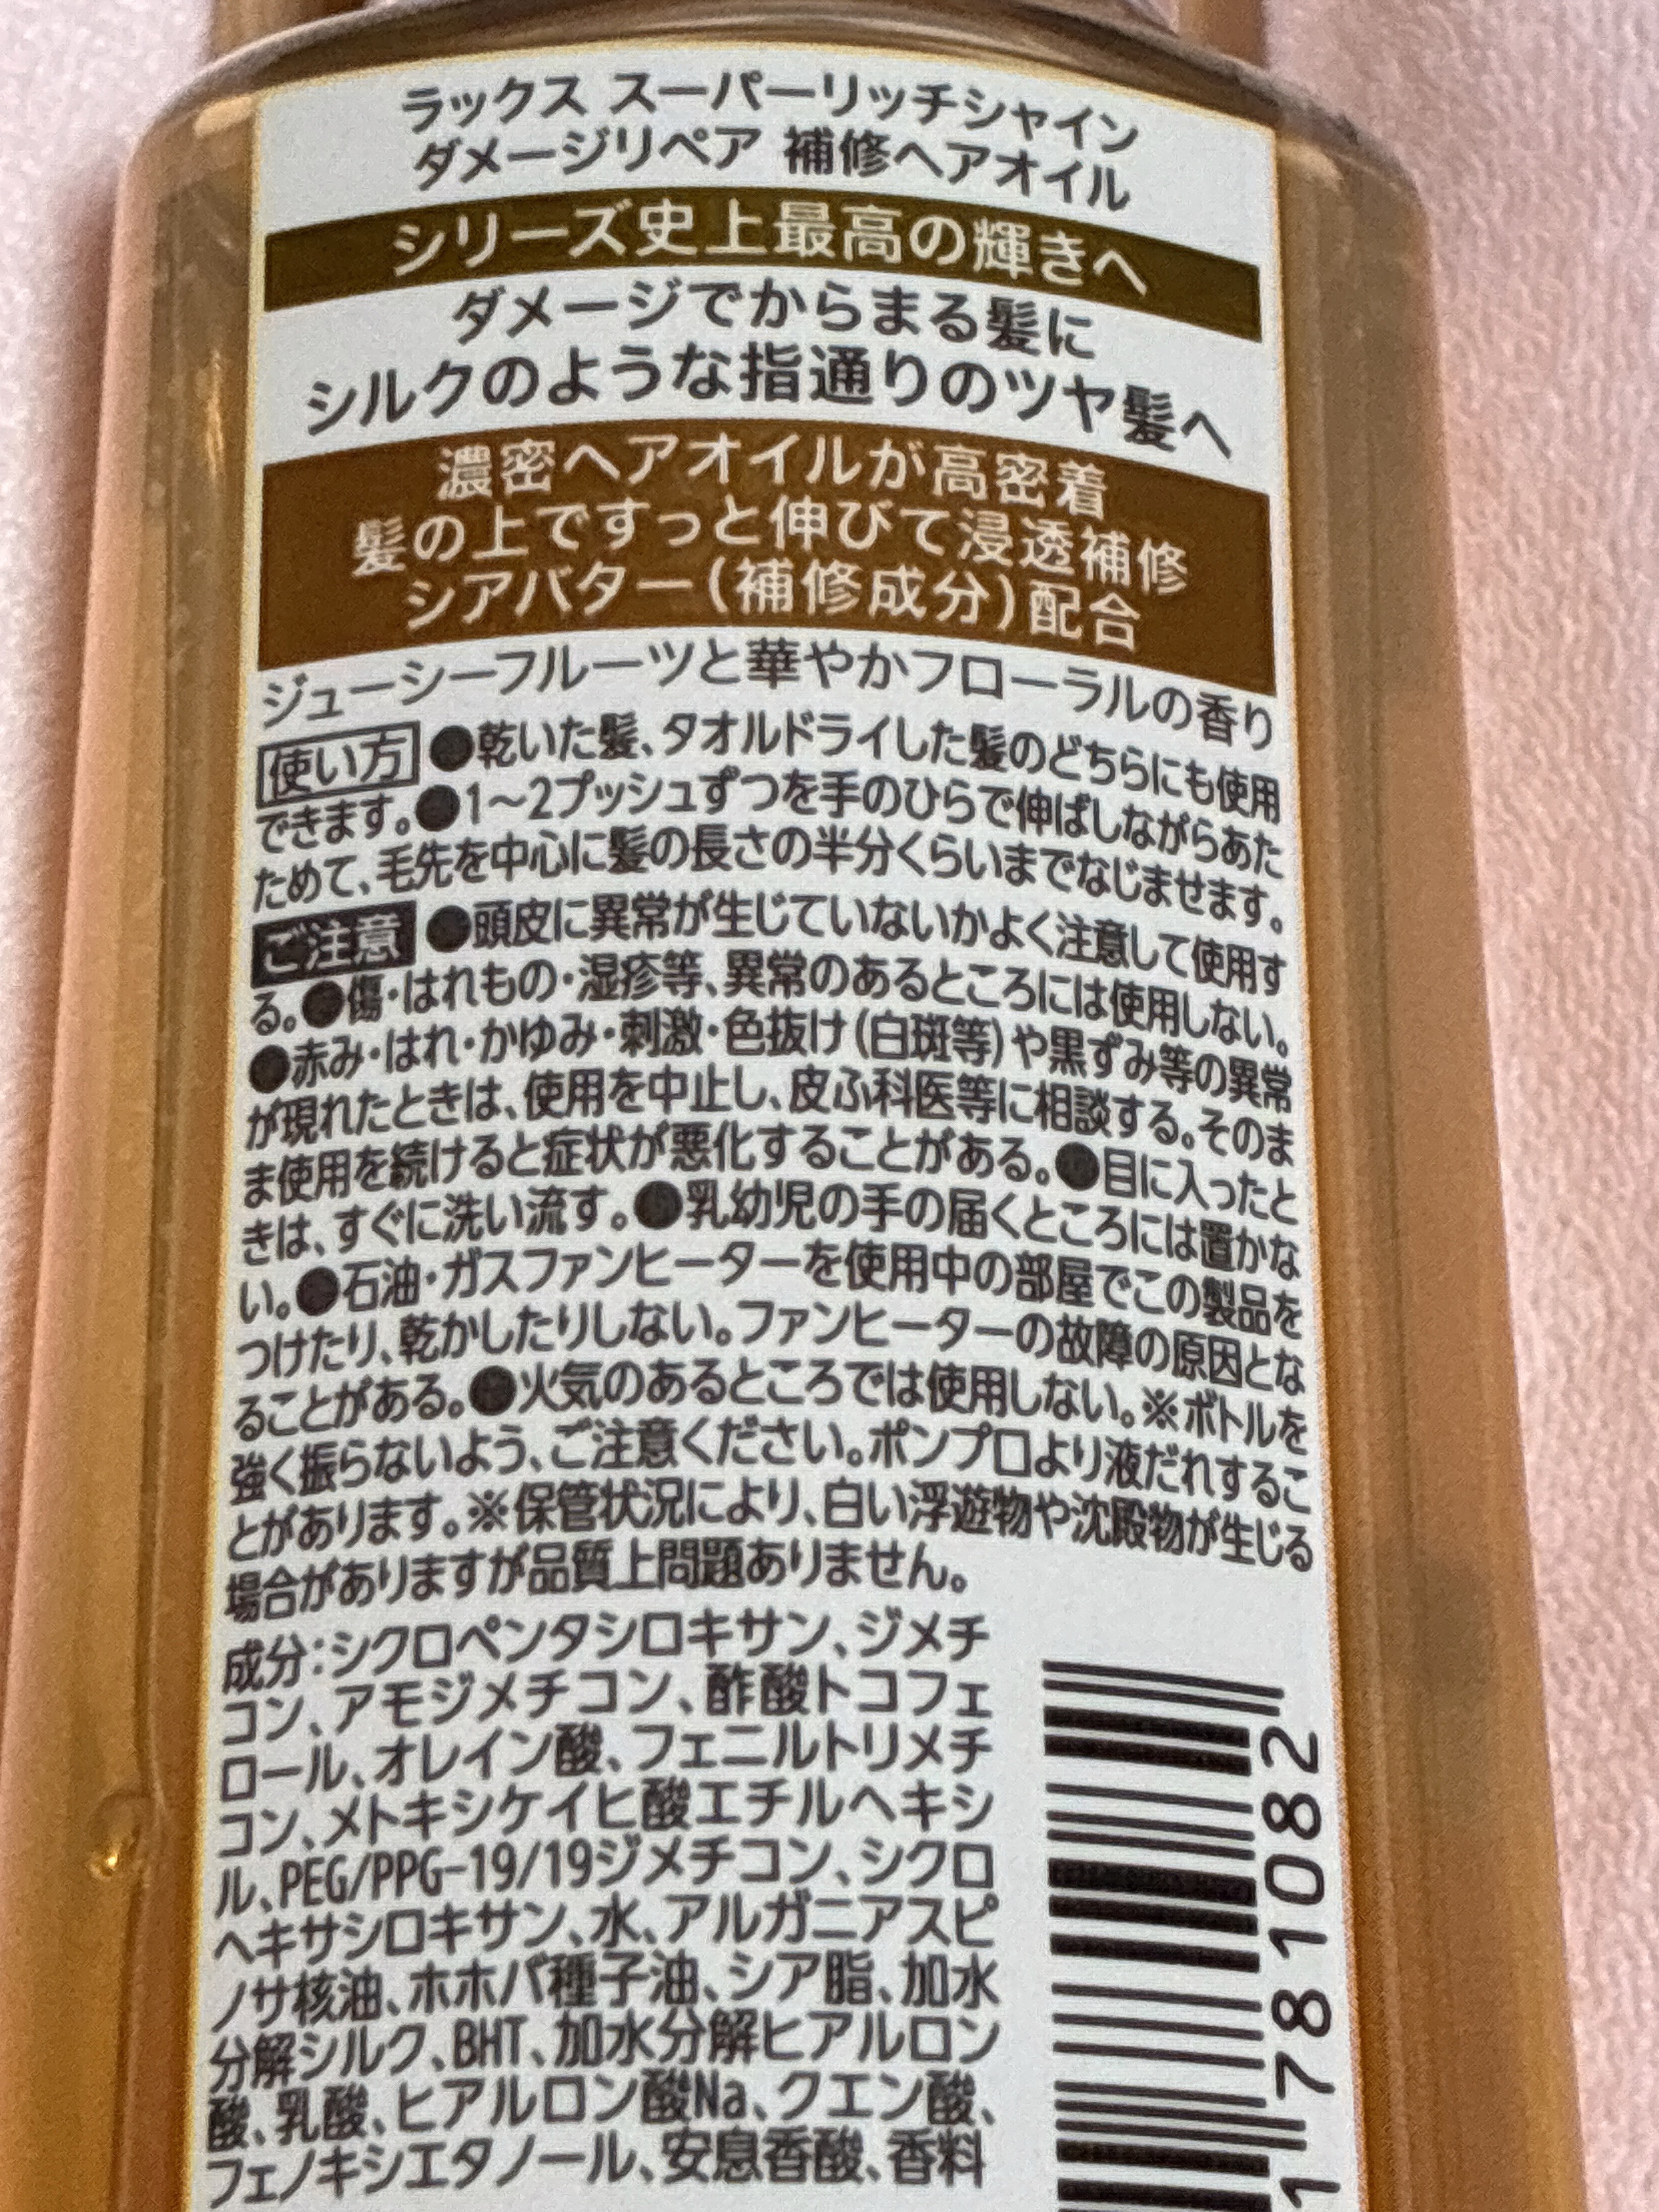 ラックス スーパーリッチシャイン
ダメージリペア 補修ヘアオイル
シリーズ史上最高の輝きへ
ダメージでからまる髪に
シルクのような指通りのツヤ髪へ
濃密ヘアオイルが高密着
髪の上ですっと伸びて浸透補修
シアバター(補修成分)配合
ジューシーフルーツと華やかフローラルの香り
使い方 ●乾いた髪、タオルドライした髪のどちらにも使用
できます。●1〜2プッシュずつを手のひらで伸ばしながらあた
ためて、毛先を中心に髪の長さの半分くらいまでなじませます。
ご注意 ●頭皮に異常が生じていないかよく注意して使用す
る。●傷・はれもの・湿疹等、異常のあるところには使用しない。
●赤み・はれ・かゆみ・刺激・色抜け(白斑等)や黒ずみ等の異常
が現れたときは、使用を中止し、皮ふ科医等に相談する。そのま
ま使用を続けると症状が悪化することがある。●目に入ったと
きは、すぐに洗い流す。●乳幼児の手の届くところには置かな
い。●石油・ガスファンヒーターを使用中の部屋でこの製品を
つけたり、乾かしたりしない。ファンヒーターの故障の原因とな
ることがある。●火気のあるところでは使用しない。※ボトルを
強く振らないよう、ご注意ください。ポンプ口より液だれするこ
とがあります。※保管状況により、白い浮遊物や沈殿物が生じる
場合がありますが品質上問題ありません。
成分:シクロペンタシロキサン、ジメチ
コン、アモジメチコン、酢酸トコフェ
ロール、オレイン酸、フェニルトリメチ
コン、メトキシケイヒ酸エチルヘキシ
ル、PEG/PPG-19/19ジメチコン、シクロ
ヘキサシロキサン、水、アルガニアスピ
ノサ核油、ホホバ種子油、シア脂、加水
分解シルク、BHT、加水分解ヒアルロン
酸、乳酸、ヒアルロン酸Na、クエン酸、
フェノキシエタノール、安息香酸、香料
1 781082